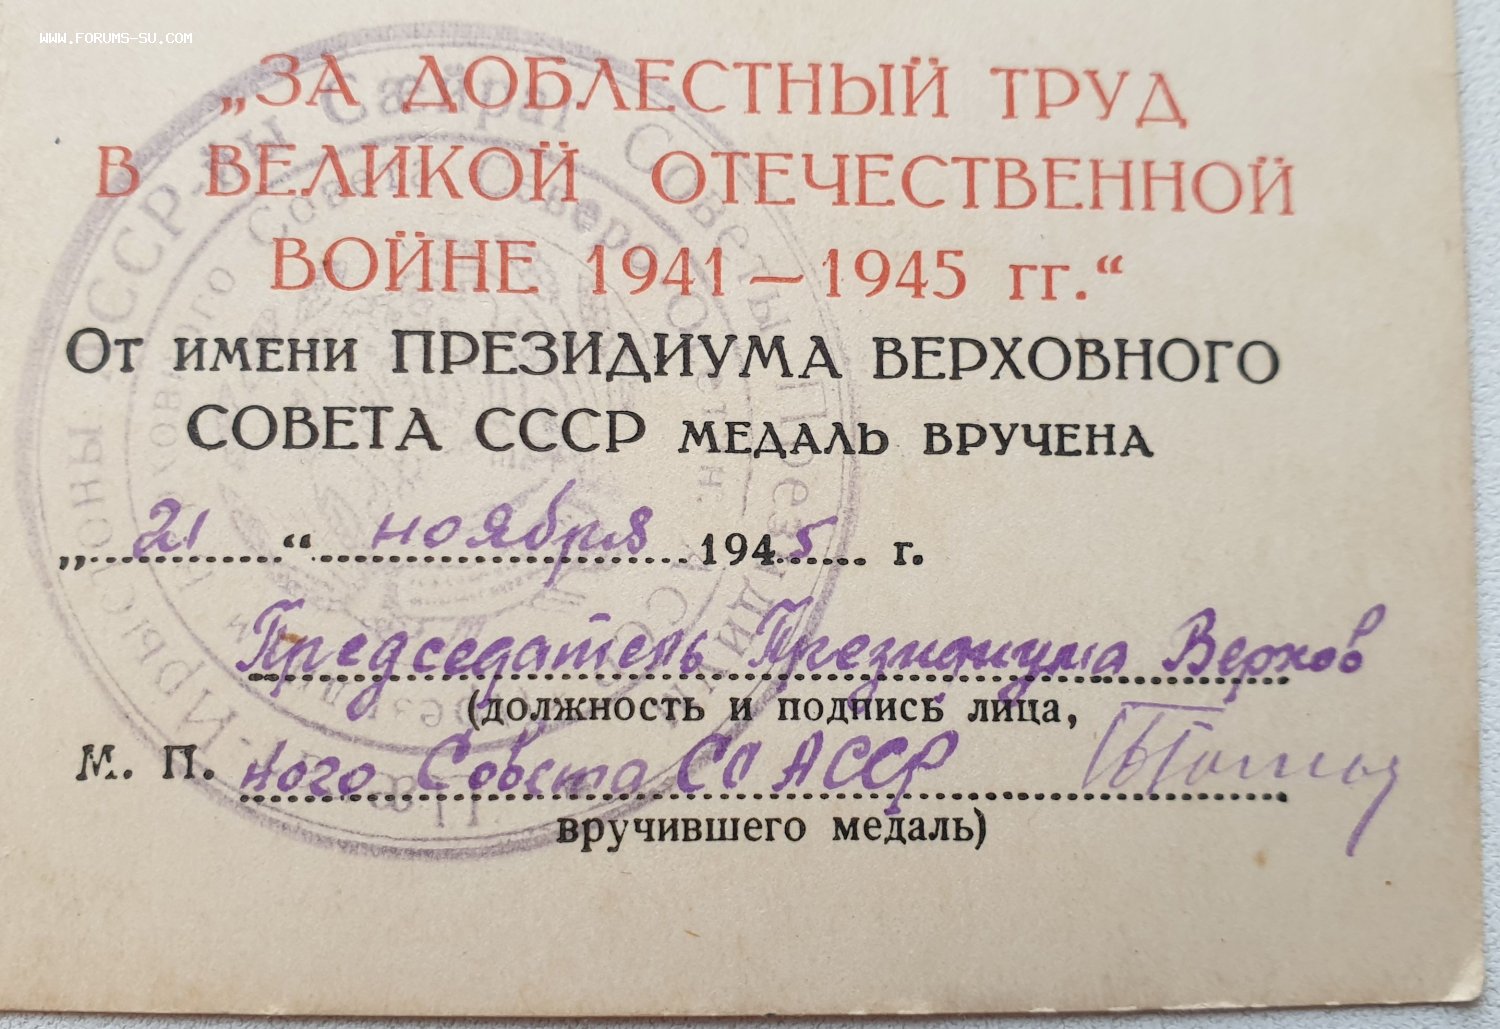 WWW.FORUMS-SU.COM
„ЗА ДОБЛЕСТНЫЙ ТРУД
В ВЕЛИКОЙ ОТЕЧЕСТВЕННОЙ
ВОЙНЕ 1941 — 1945 гг.“
От имени ПРЕЗИДИУМА ВЕРХОВНОГО
СОВЕТА СССР МЕДАЛЬ ВРУЧЕНА
„21“ ноября 1945 г.
Председатель Президиума Верхов
(должность и подпись лица,
М. П. ного Совета СО АССР
вручившего медаль)